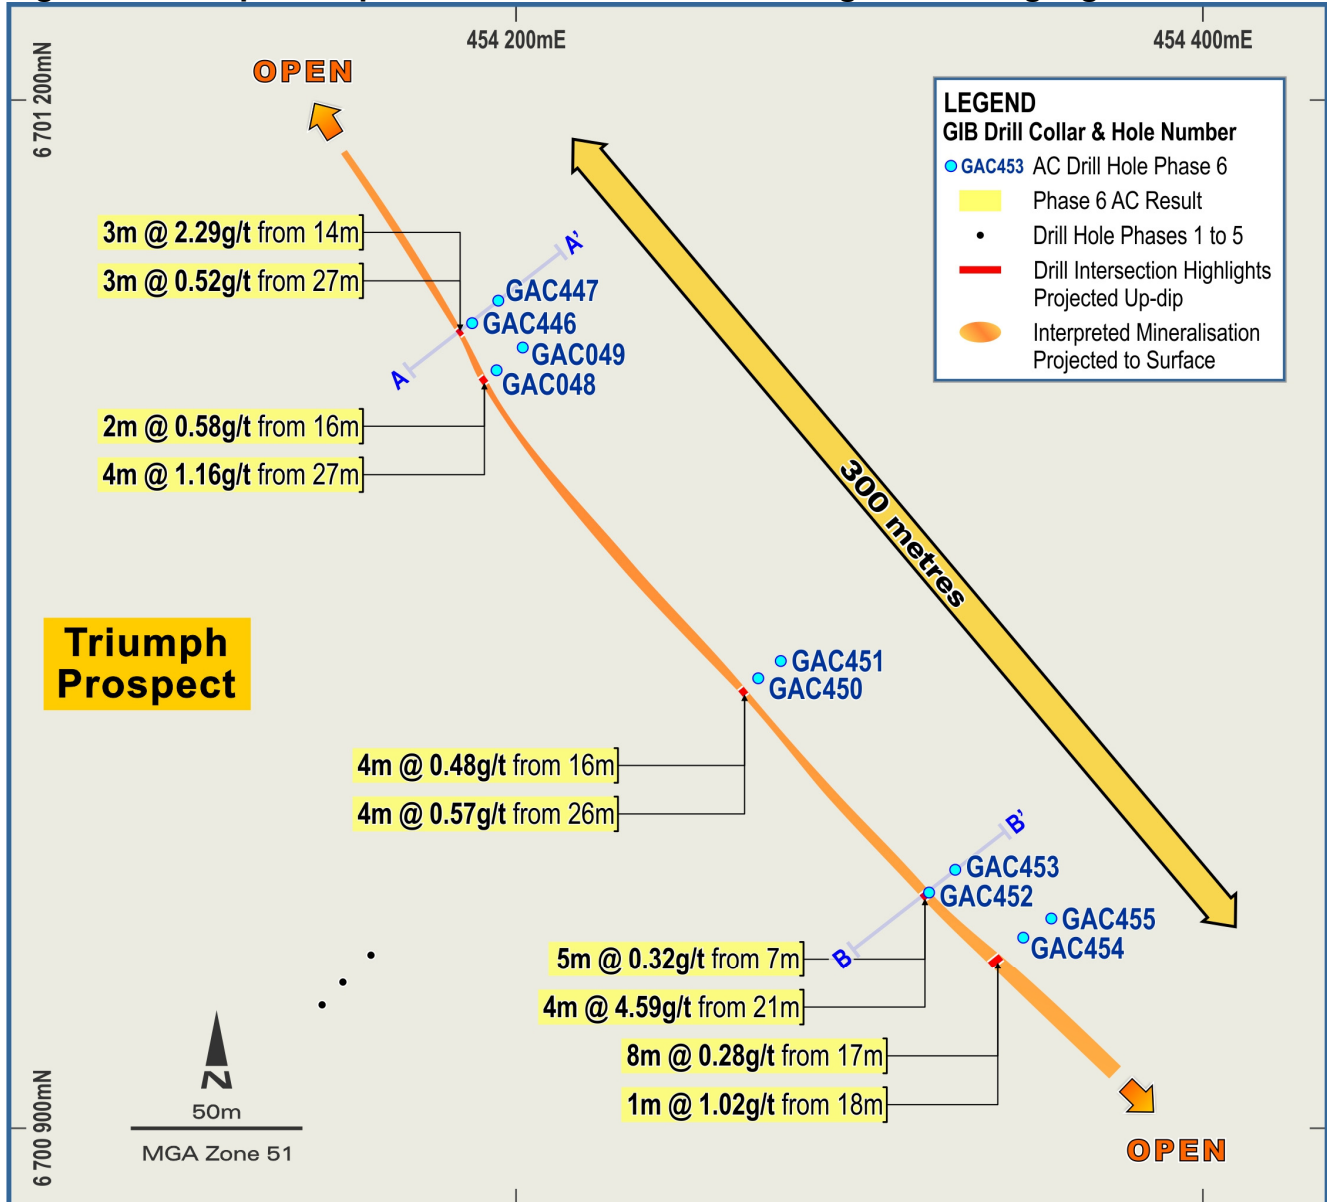 454 200mE
454 400mE
6 701 200mN
OPEN
LEGEND
GIB Drill Collar & Hole Number
GAC453 AC Drill Hole Phase 6
Phase 6 AC Result
Drill Hole Phases 1 to 5
Drill Intersection Highlights
Projected Up-dip
Interpreted Mineralisation
Projected to Surface
3m @ 2.29g/t from 14m
3m @ 0.52g/t from 27m
A'
GAC447
GAC446
GAC049
GAC048
A
2m @ 0.58g/t from 16m
4m @ 1.16g/t from 27m
300 metres
Triumph
Prospect
GAC451
GAC450
4m @ 0.48g/t from 16m
4m @ 0.57g/t from 26m
B'
GAC453
GAC452
GAC455
GAC454
B
5m @ 0.32g/t from 7m
4m @ 4.59g/t from 21m
8m @ 0.28g/t from 17m
1m @ 1.02g/t from 18m
N
50m
MGA Zone 51
6 700 900mN
OPEN